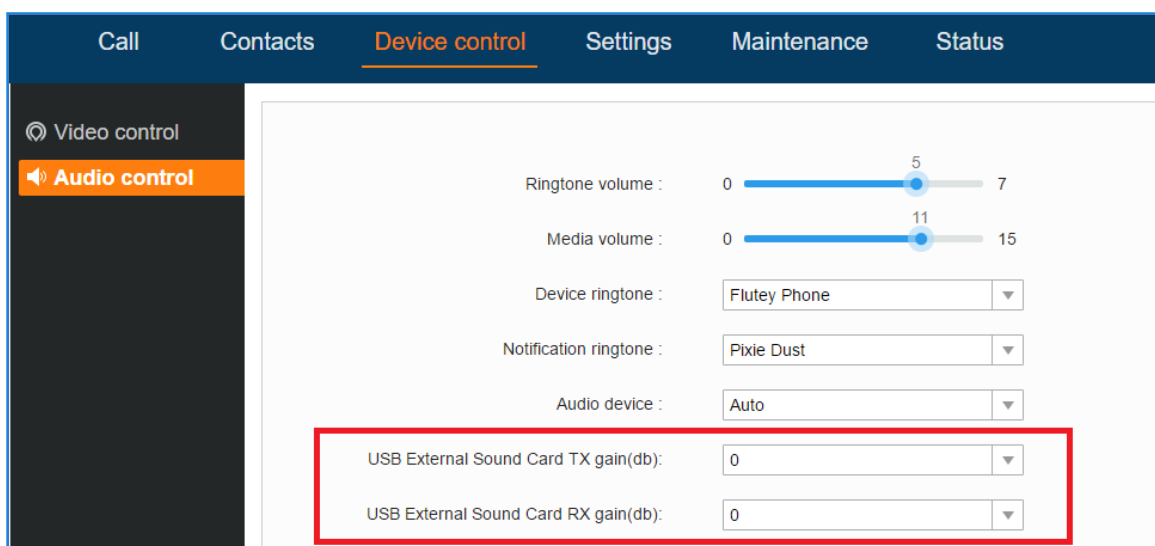 Call Contacts Device control Settings Maintenance Status
Video control
Audio control
5
Ringtone volume : 0 7
11
Media volume : 0 15
Device ringtone : Flutey Phone
Notification ringtone : Pixie Dust
Audio device : Auto
USB External Sound Card TX gain(db): 0
USB External Sound Card RX gain(db): 0